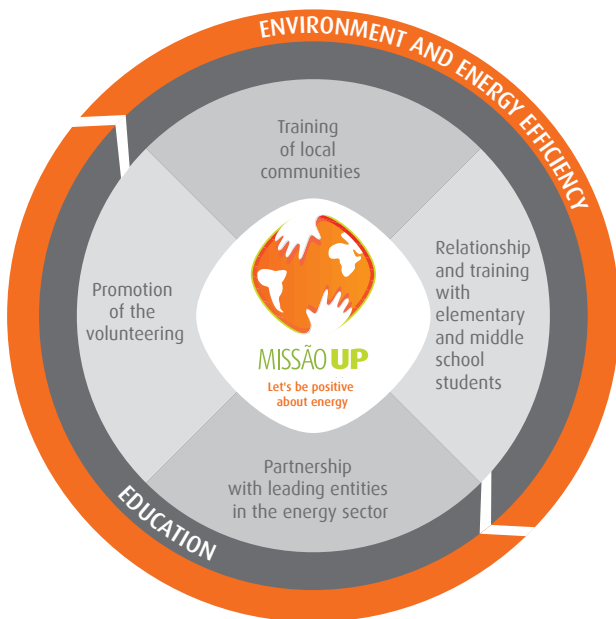 ENVIRONMENT AND ENERGY EFFICIENCY
Training
of local
communities
Relationship
and training
with
elementary
and middle
school
students
Promotion
of the
volunteering
MISSÃO UP
Let's be positive
about energy
Partnership
with leading entities
in the energy sector
EDUCATION